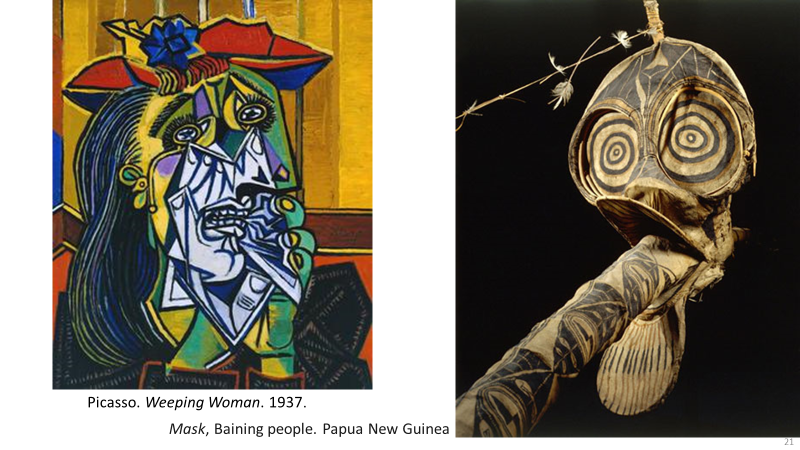 Picasso. Weeping Woman. 1937.
Mask, Baining people. Papua New Guinea
21